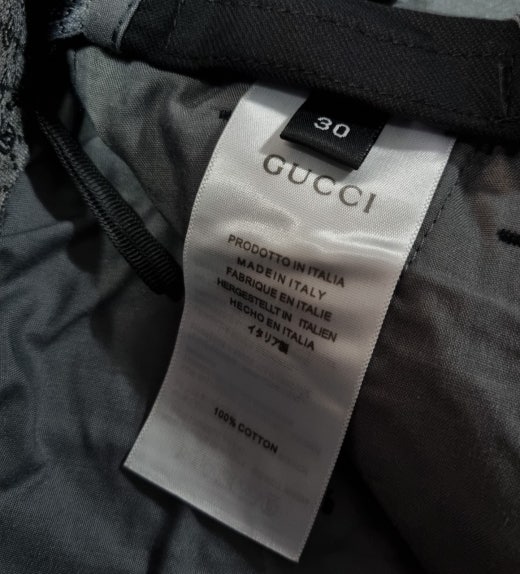 30
GUCCI
PRODOTTO IN ITALIA
MADE IN ITALY
FABRIQUE EN ITALIE
HERGESTELLT IN ITALIEN
HECHO EN ITALIA
イタリア製
100% COTTON